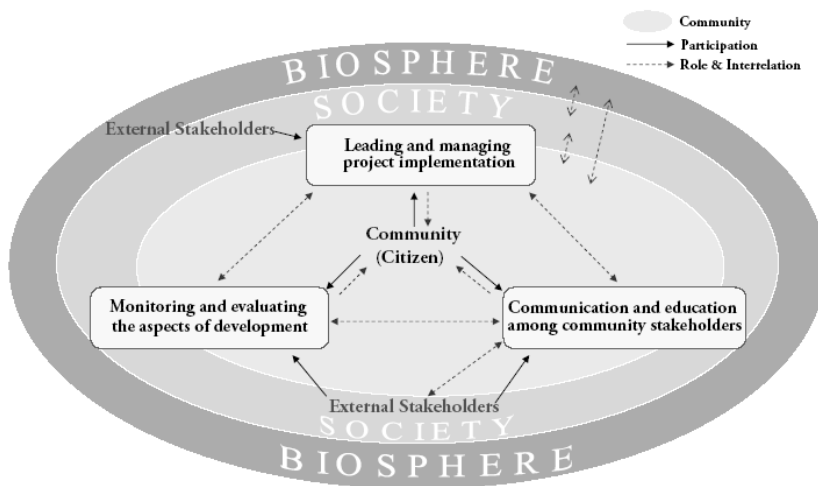 Community
Participation
Role & Interrelation
BIOSPHERE
SOCIETY
External Stakeholders
Leading and managing
project implementation
Community
(Citizen)
Monitoring and evaluating
the aspects of development
Communication and education
among community stakeholders
External Stakeholders
SOCIETY
BIOSPHERE